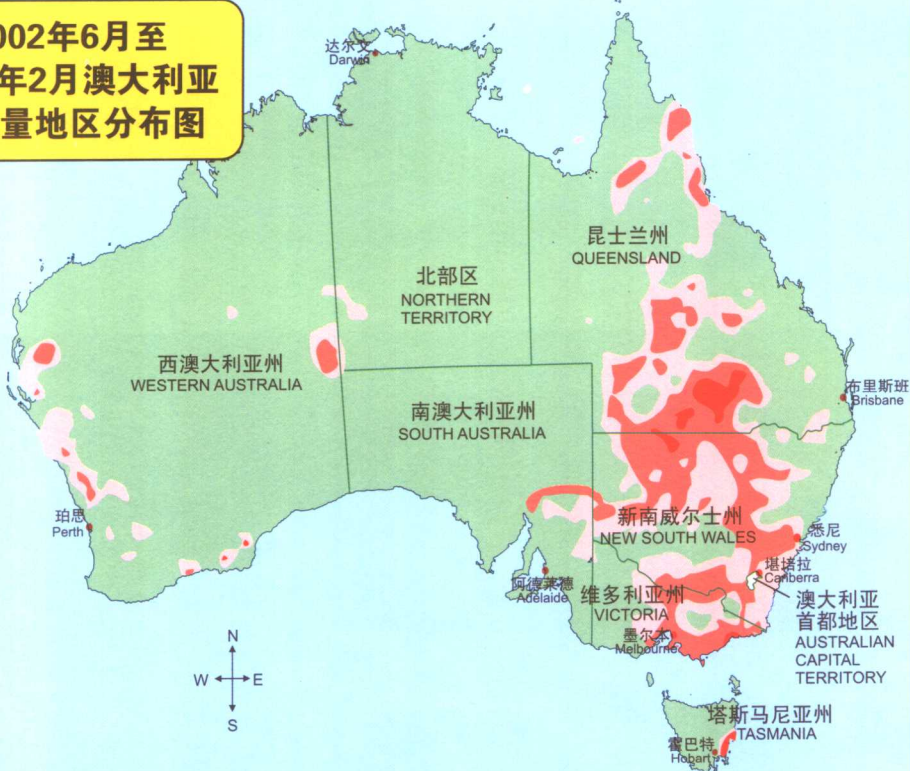 002年6月至
年2月澳大利亚
量地区分布图
达尔文
Darwin
昆士兰州
QUEENSLAND
北部区
NORTHERN
TERRITORY
西澳大利亚州
WESTERN AUSTRALIA
南澳大利亚州
SOUTH AUSTRALIA
布里斯班
Brisbane
珀思
Perth
新南威尔士州
NEW SOUTH WALES
悉尼
Sydney
堪培拉
Canberra
阿德莱德
Adelaide
维多利亚州
VICTORIA
澳大利亚
首都地区
AUSTRALIAN
CAPITAL
TERRITORY
墨尔本
Melbourne
N
W
E
S
塔斯马尼亚州
TASMANIA
霍巴特
Hobart